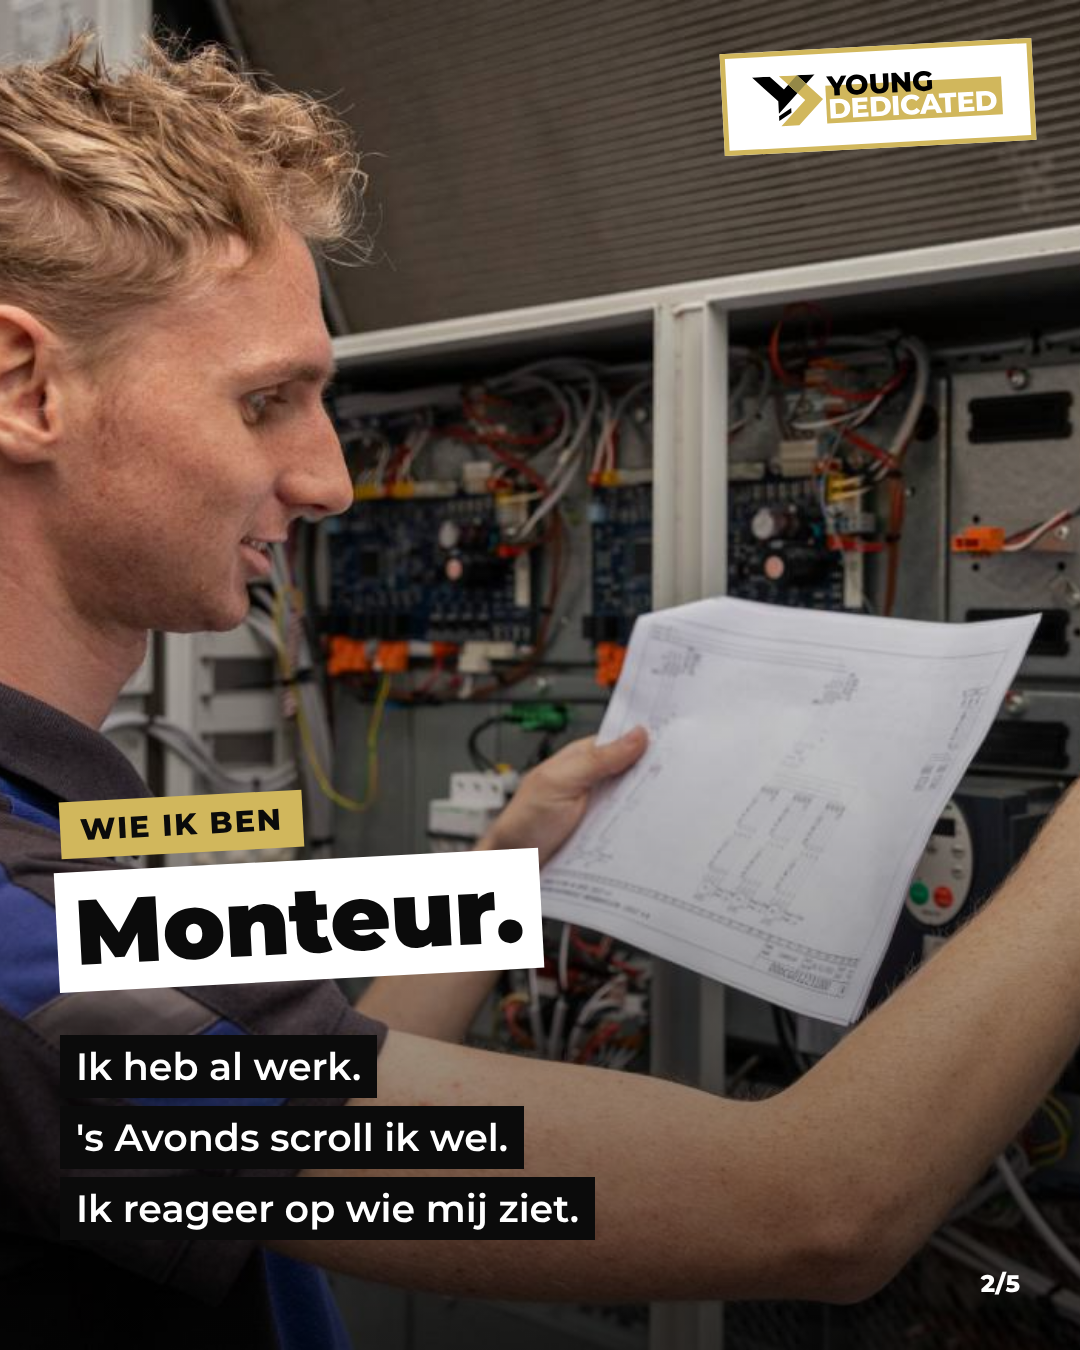 YOUNG
DEDICATED
WIE IK BEN
Monteur.
Ik heb al werk.
's Avonds scroll ik wel.
Ik reageer op wie mij ziet.
2/5